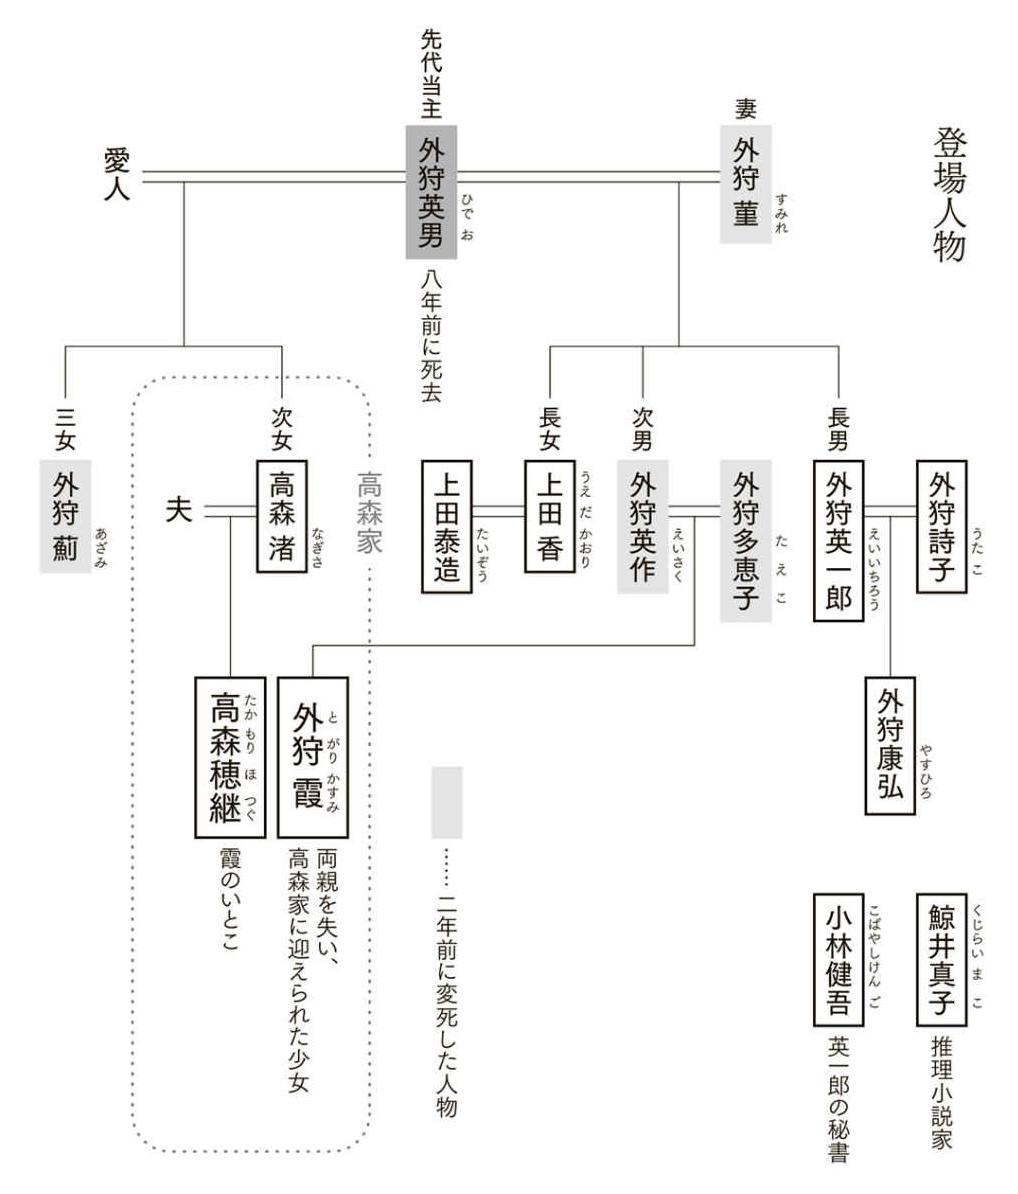 登場人物
妻
外狩 菫
すみれ
先代当主
外狩英男
ひでお
八年前に死去
愛人
長男
次男
長女
次女
三女
外狩詩子
うたこ
外狩英一郎
えいいちろう
外狩多恵子
たえこ
外狩英作
えいさく
上田 香
うえだ かおり
上田泰造
たいぞう
高森家
高森 渚
なぎさ
夫
外狩 薊
あざみ
外狩康弘
やすひろ
外狩 霞
とがり かすみ
両親を失い、
高森家に迎えられた少女
高森穂継
たかもり ほつぐ
霞のいとこ
……二年前に変死した人物
鯨井真子
くじらい まこ
推理小説家
小林健吾
こばやしけんご
英一郎の秘書